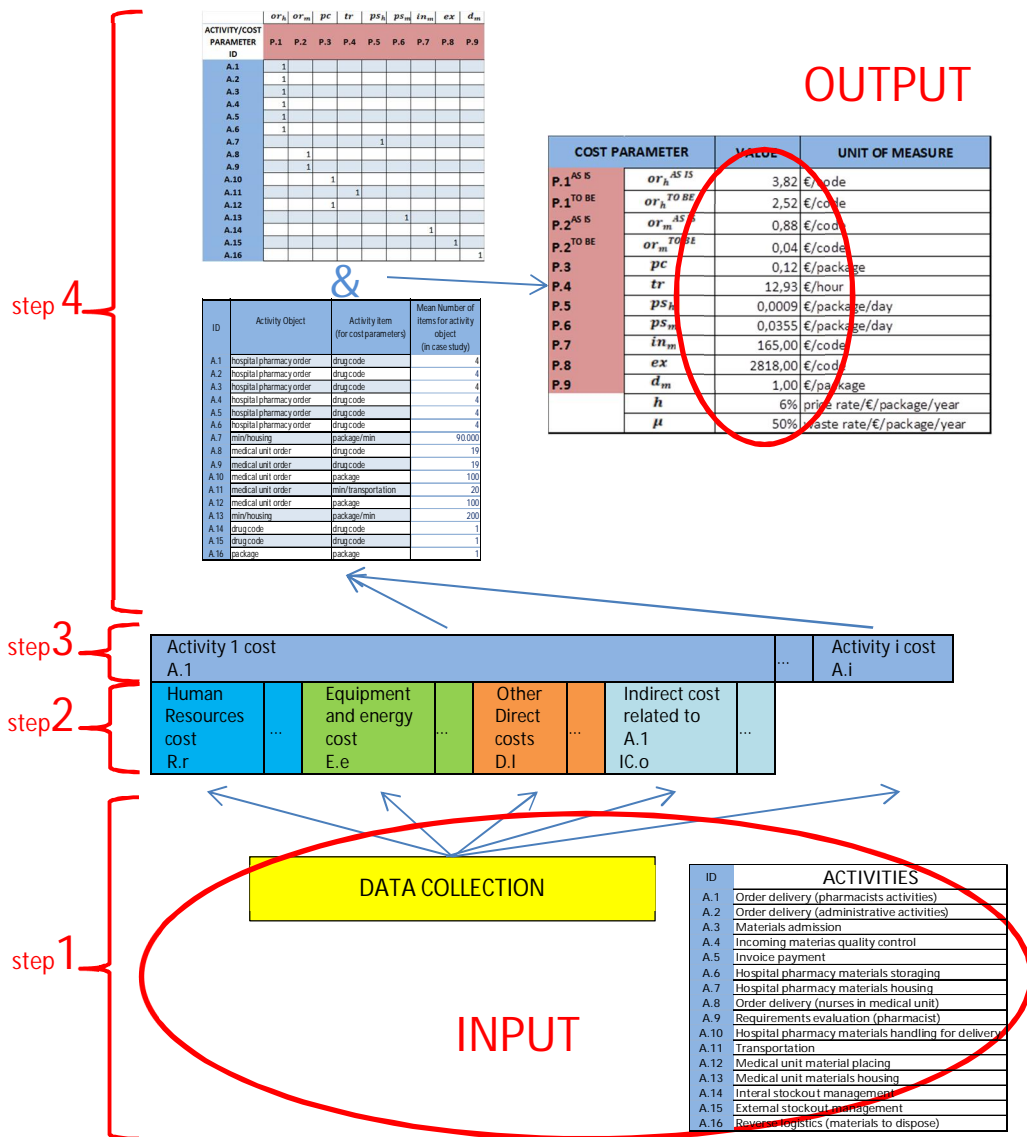 or_h or_m pc tr ps_h ps_m in_m ex d_m
ACTIVITY/COST PARAMETER ID P.1 P.2 P.3 P.4 P.5 P.6 P.7 P.8 P.9
A.1 1
A.2 1
A.3 1
A.4 1
A.5 1
A.6 1
A.7 1
A.8 1
A.9 1
A.10 1
A.11 1
A.12 1
A.13 1
A.14 1
A.15 1
A.16 1
OUTPUT
COST PARAMETER VALUE UNIT OF MEASURE
P.1 AS IS or_h AS IS 3,82 €/code
P.1 TO BE or_h TO BE 2,52 €/code
P.2 AS IS or_m AS IS 0,88 €/code
P.2 TO BE or_m TO BE 0,04 €/code
P.3 pc 0,12 €/package
P.4 tr 12,93 €/hour
P.5 ps_h 0,0009 €/package/day
P.6 ps_m 0,0355 €/package/day
P.7 in_m 165,00 €/code
P.8 ex 2818,00 €/code
P.9 d_m 1,00 €/package
h 6% price rate/€/package/year
μ 50% waste rate/€/package/year
step 4
&
ID Activity Object Activity item (for cost parameters) Mean Number of items for activity object (in case study)
A.1 hospital pharmacy order drug code 4
A.2 hospital pharmacy order drug code 4
A.3 hospital pharmacy order drug code 4
A.4 hospital pharmacy order drug code 4
A.5 hospital pharmacy order drug code 4
A.6 hospital pharmacy order drug code 4
A.7 min/housing package/min 90.000
A.8 medical unit order drug code 19
A.9 medical unit order drug code 19
A.10 medical unit order package 100
A.11 medical unit order min/transportation 20
A.12 medical unit order package 100
A.13 min/housing package/min 200
A.14 drug code drug code 1
A.15 drug code drug code 1
A.16 package package 1
step 3
Activity 1 cost
A.1
...
Activity i cost
A.i
step 2
Human
Resources
cost
R.r
...
Equipment
and energy
cost
E.e
...
Other
Direct
costs
D.l
...
Indirect cost
related to
A.1
IC.o
...
step 1
DATA COLLECTION
INPUT
ID ACTIVITIES
A.1 Order delivery (pharmacists activities)
A.2 Order delivery (administrative activities)
A.3 Materials admission
A.4 Incoming materias quality control
A.5 Invoice payment
A.6 Hospital pharmacy materials storaging
A.7 Hospital pharmacy materials housing
A.8 Order delivery (nurses in medical unit)
A.9 Requirements evaluation (pharmacist)
A.10 Hospital pharmacy materials handling for delivery
A.11 Transportation
A.12 Medical unit material placing
A.13 Medical unit materials housing
A.14 Interal stockout management
A.15 External stockout management
A.16 Reverse logistics (materials to dispose)